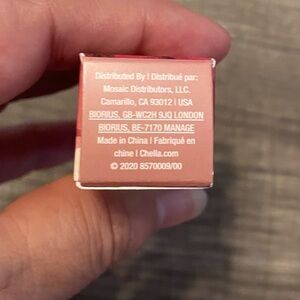 Distributed By | Distribué par:
Mosaic Distributors, LLC.
Camarillo, CA 93012 | USA
BIORIUS, GB-WC2H 9JQ LONDON
BIORIUS, BE-7170 MANAGE
Made in China | Fabriqué en
chine | Chella.com
© 2020 8570009/00